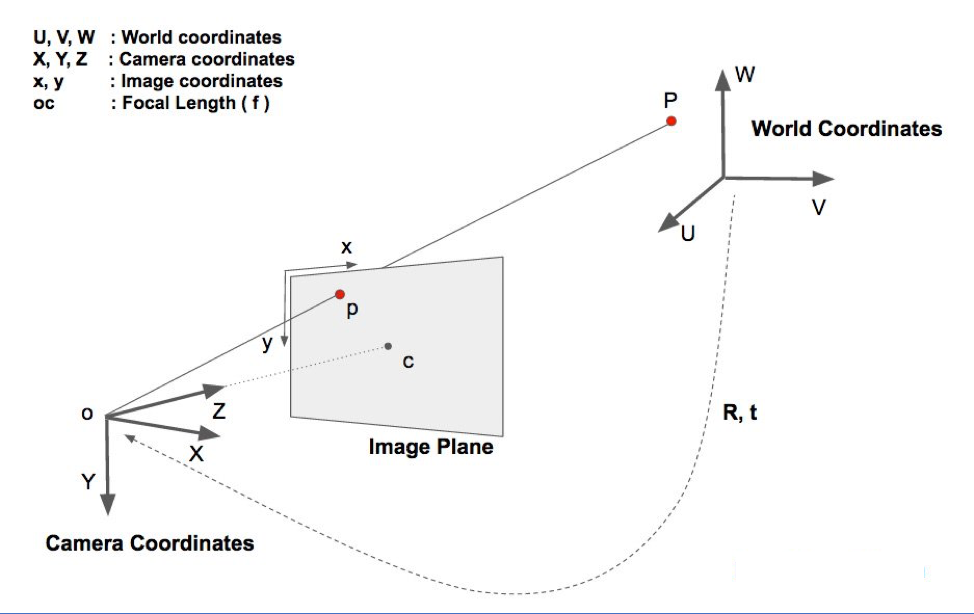 U, V, W : World coordinates
X, Y, Z : Camera coordinates
x, y : Image coordinates
oc : Focal Length ( f )
W
P
World Coordinates
V
U
x
p
y
c
o
Z
R, t
Image Plane
X
Y
Camera Coordinates